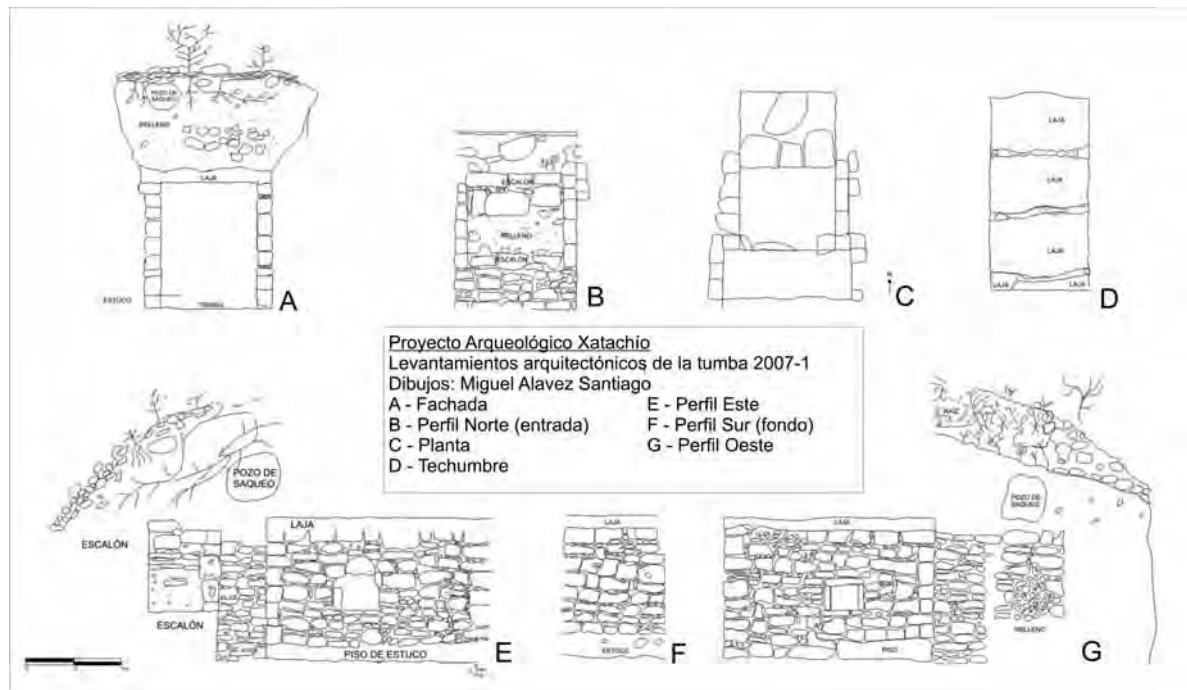 POZO DE
SAQUEO
RELLENO
LAJA
ESTUCO
A
ESCALÓN
RELLENO
ESCALÓN
B
N
C
LAJA
LAJA
LAJA
LAJA
LAJA
D
Proyecto Arqueológico Xatachío
Levantamientos arquitectónicos de la tumba 2007-1
Dibujos: Miguel Alavez Santiago
A - Fachada
B - Perfil Norte (entrada)
C - Planta
D - Techumbre
E - Perfil Este
F - Perfil Sur (fondo)
G - Perfil Oeste
POZO DE
SAQUEO
ESCALÓN
LAJA
ESCALÓN
PISO DE ESTUCO
E
LAJA
ESTUCO
F
RAIZ
POZO DE
SAQUEO
LAJA
RELLENO
PISO
G